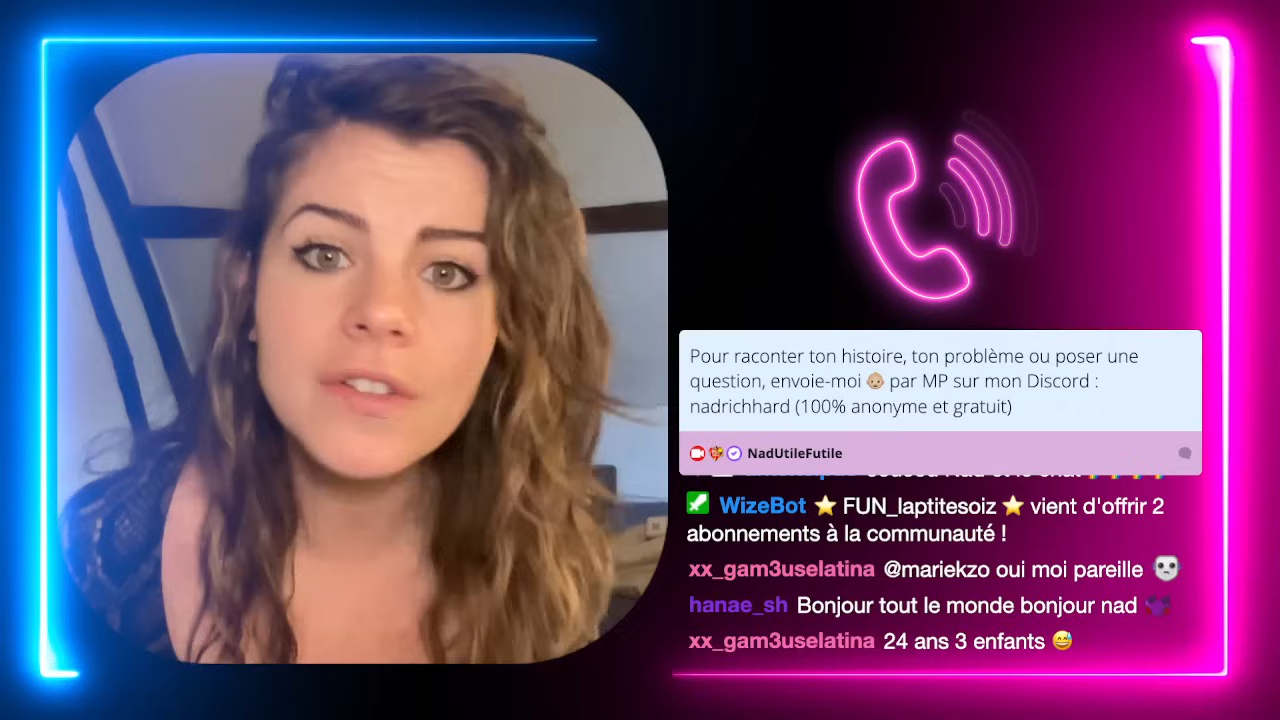 Pour raconter ton histoire, ton problème ou poser une
question, envoie-moi 👶🏼 par MP sur mon Discord :
nadrichhard (100% anonyme et gratuit)
NadUtileFutile
WizeBot ⭐ FUN_laptitesoiz ⭐ vient d'offrir 2
abonnements à la communauté !
xx_gam3uselatina @mariekzo oui moi pareille
hanae_sh Bonjour tout le monde bonjour nad
xx_gam3uselatina 24 ans 3 enfants 😅